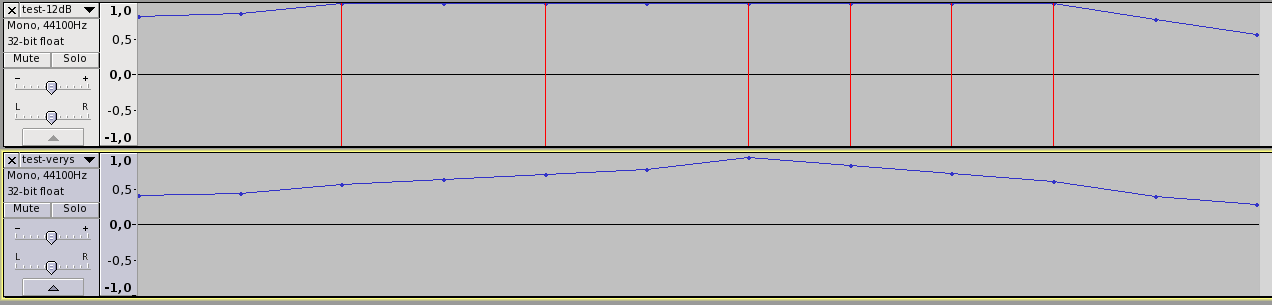 test-12dB
Mono, 44100Hz
32-bit float
Mute Solo
- +
L R
1,0
0,5-
0,0-
-0,5-
-1,0
test-verys
Mono, 44100Hz
32-bit float
Mute Solo
- +
L R
1,0
0,5-
0,0-
-0,5-
-1,0